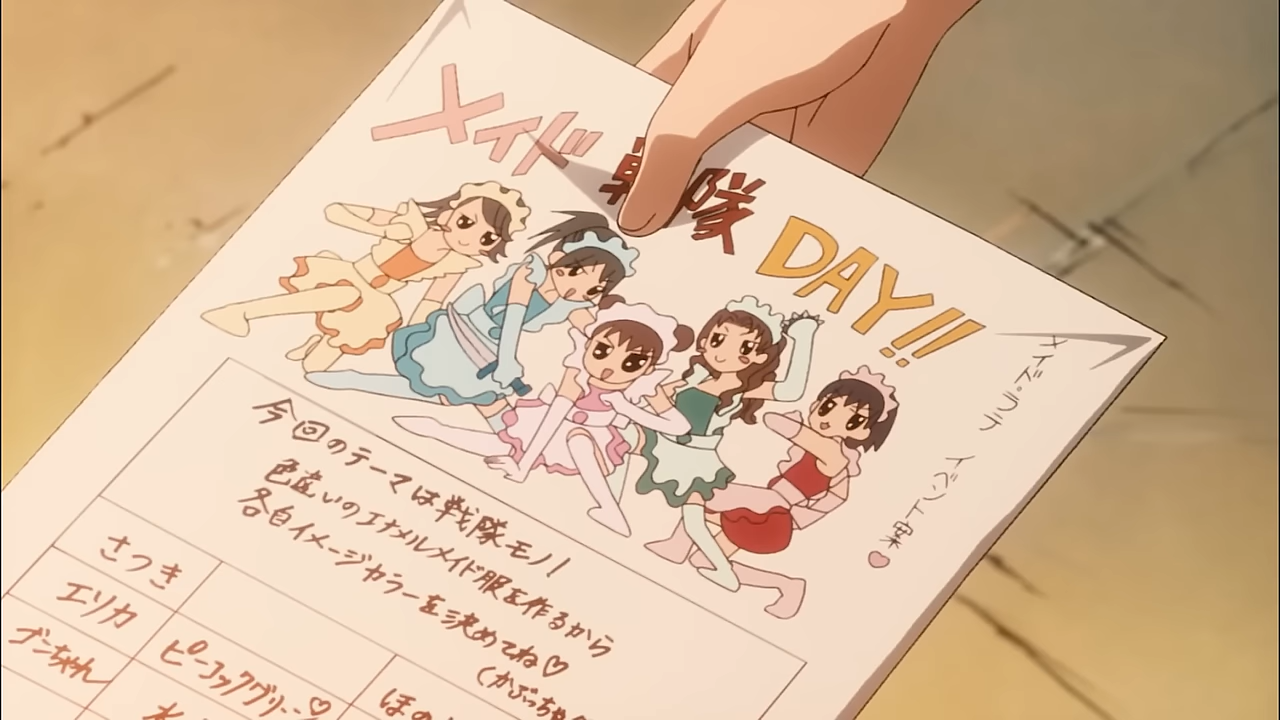 メイド戦隊 DAY!!
メイド・ラテ イベント案♡
今回のテーマは戦隊モノ!
色違いのエナメルメイド服を作るから
各自イメージカラーを決めてね♡
(かぶっちゃ
さつき
エリカ
ピーコックグリーン♡
ゴンちゃん
ほの